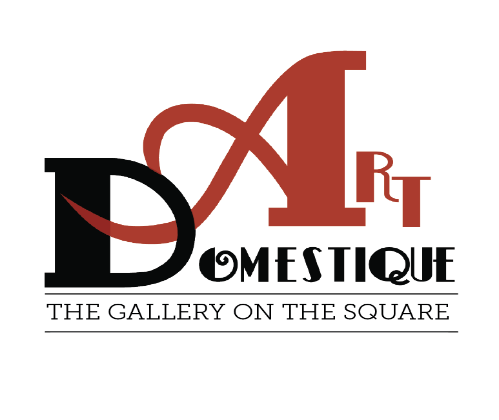 ART
DOMESTIQUE
THE GALLERY ON THE SQUARE